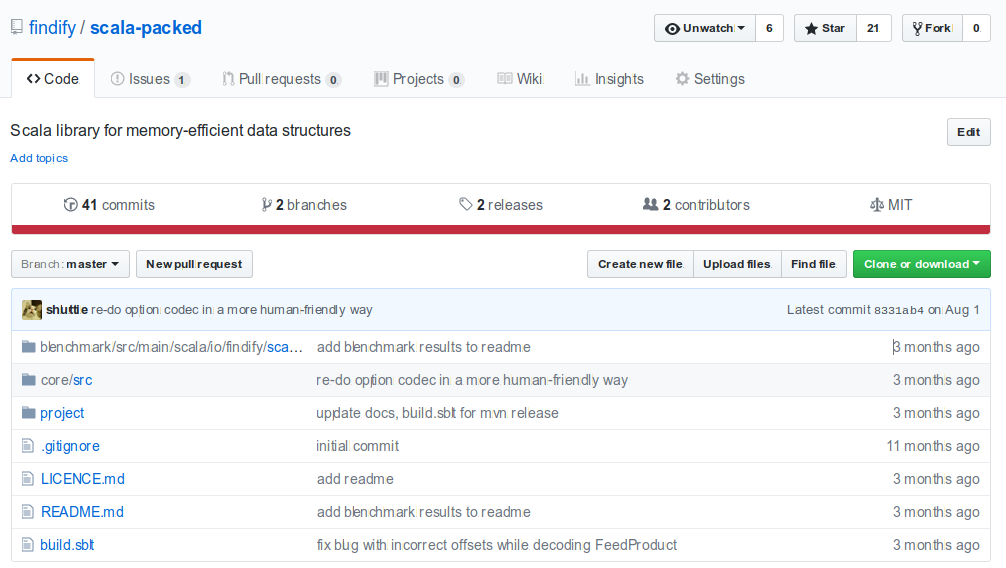 findify / scala-packed Unwatch 6 Star 21 Fork 0
Code Issues 1 Pull requests 0 Projects 0 Wiki Insights Settings
Scala library for memory-efficient data structures Edit
Add topics
41 commits 2 branches 2 releases 2 contributors MIT
Branch: master New pull request Create new file Upload files Find file Clone or download
shuttie re-do option codec in a more human-friendly way Latest commit 8331ab4 on Aug 1
benchmark/src/main/scala/io/findify/sca… add benchmark results to readme 3 months ago
core/src re-do option codec in a more human-friendly way 3 months ago
project update docs, build.sbt for mvn release 3 months ago
.gitignore initial commit 11 months ago
LICENCE.md add readme 3 months ago
README.md add benchmark results to readme 3 months ago
build.sbt fix bug with incorrect offsets while decoding FeedProduct 3 months ago